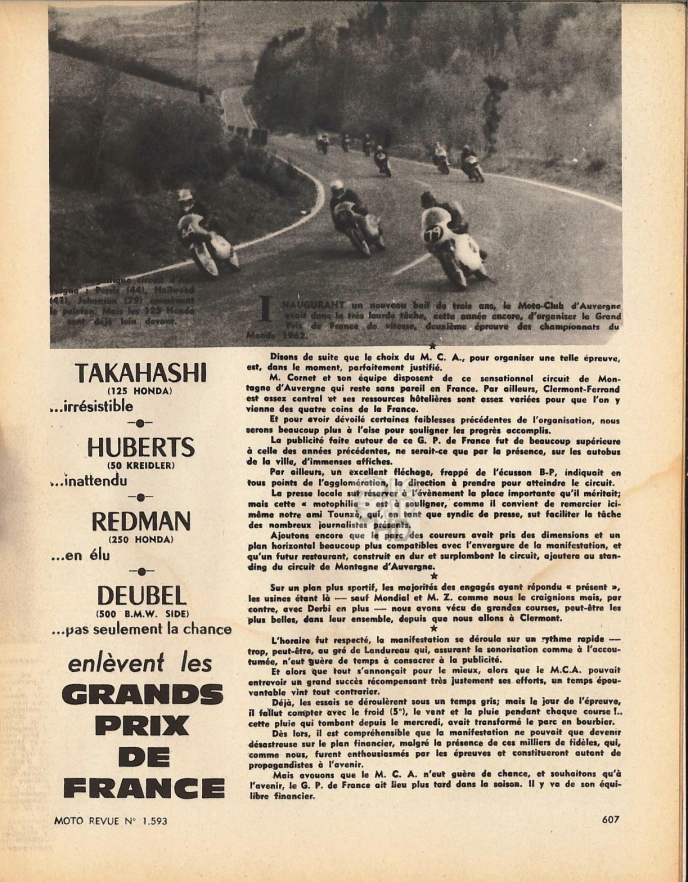 Perris (44), Hailwood
(41), Johanson (79) emmènent
le peloton. Mais les 125 Honda
sont déjà loin devant.
INAUGURANT un nouveau bail de trois ans, le Moto-Club d'Auvergne
avait donc la très lourde tâche, cette année encore, d'organiser le Grand
Prix de France de vitesse, deuxième épreuve des championnats du
Monde 1962.
TAKAHASHI
(125 HONDA)
...irrésistible
HUBERTS
(50 KREIDLER)
...inattendu
REDMAN
(250 HONDA)
...en élu
DEUBEL
(500 B.M.W. SIDE)
...pas seulement la chance
enlèvent les
GRANDS
PRIX
DE
FRANCE
Disons de suite que le choix du M. C. A., pour organiser une telle épreuve,
est, dans le moment, parfaitement justifié.
M. Cornet et son équipe disposent de ce sensationnel circuit de Mon-
tagne d'Auvergne qui reste sans pareil en France. Par ailleurs, Clermont-Ferrand
est assez central et ses ressources hôtelières sont assez variées pour que l'on y
vienne des quatre coins de la France.
Et pour avoir dévoilé certaines faiblesses précédentes de l'organisation, nous
serons beaucoup plus à l'aise pour souligner les progrès accomplis.
La publicité faite autour de ce G. P. de France fut de beaucoup supérieure
à celle des années précédentes, ne serait-ce que par la présence, sur les autobus
de la ville, d'immenses affiches.
Par ailleurs, un excellent fléchage, frappé de l'écusson B-P, indiquait en
tous points de l'agglomération, la direction à prendre pour atteindre le circuit.
La presse locale sut réserver à l'évènement la place importante qu'il méritait;
mais cette « motophilie » est à souligner, comme il convient de remercier ici-
même notre ami Tounzé, qui, en tant que syndic de presse, sut faciliter la tâche
des nombreux journalistes présents.
Ajoutons encore que le parc des coureurs avait pris des dimensions et un
plan horizontal beaucoup plus compatibles avec l'envergure de la manifestation, et
qu'un futur restaurant, construit en dur et surplombant le circuit, ajoutera au stan-
ding du circuit de Montagne d'Auvergne.
Sur un plan plus sportif, les majorités des engagés ayant répondu « présent »,
les usines étant là — sauf Mondial et M. Z. comme nous le craignions mais, par
contre, avec Derbi en plus — nous avons vécu de grandes courses, peut-être les
plus belles, dans leur ensemble, depuis que nous allons à Clermont.
L'horaire fut respecté, la manifestation se déroula sur un rythme rapide —
trop, peut-être, au gré de Landureau qui, assurant la sonorisation comme à l'accou-
tumée, n'eut guère de temps à consacrer à la publicité.
Et alors que tout s'annonçait pour le mieux, alors que le M.C.A. pouvait
entrevoir un grand succès récompensant très justement ses efforts, un temps épou-
vantable vint tout contrarier.
Déjà, les essais se déroulèrent sous un temps gris; mais le jour de l'épreuve,
il fallut compter avec le froid (5°), le vent et la pluie pendant chaque course !..
cette pluie qui tombant depuis le mercredi, avait transformé le parc en bourbier.
Dès lors, il est compréhensible que la manifestation ne pouvait que devenir
désastreuse sur le plan financier, malgré la présence de ces milliers de fidèles, qui,
comme nous, furent enthousiasmés par les épreuves et constitueront autant de
propagandistes à l'avenir.
Mais avouons que le M. C. A. n'eut guère de chance, et souhaitons qu'à
l'avenir, le G. P. de France ait lieu plus tard dans la saison. Il y va de son équi-
libre financier.
MOTO REVUE N° 1.593
607